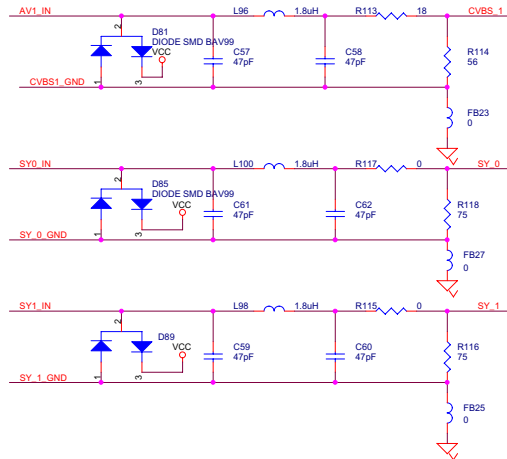 AV1_IN
L96 1.8uH
R113 18
CVBS_1
2
D81
DIODE SMD BAV99
VCC
C57
47pF
C58
47pF
R114
56
CVBS1_GND
1
3
FB23
0
SY0_IN
L100 1.8uH
R117 0
SY_0
2
D85
DIODE SMD BAV99
VCC
C61
47pF
C62
47pF
R118
75
SY_0_GND
1
3
FB27
0
SY1_IN
L98 1.8uH
R115 0
SY_1
2
D89
VCC
C59
47pF
C60
47pF
R116
75
SY_1_GND
1
3
FB25
0